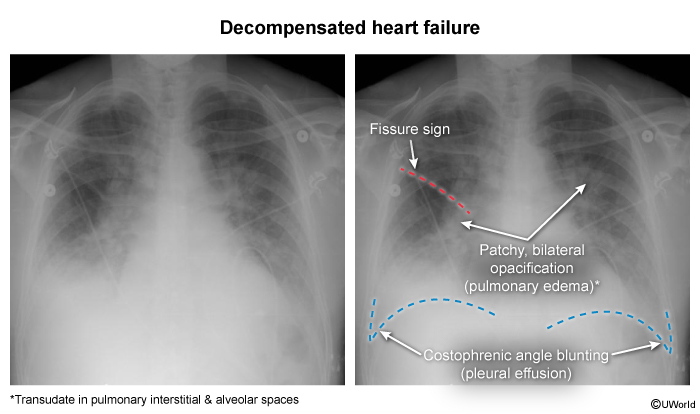 Decompensated heart failure
Fissure sign
Patchy, bilateral
opacification
(pulmonary edema)*
Costophrenic angle blunting
(pleural effusion)
*Transudate in pulmonary interstitial & alveolar spaces
©UWorld